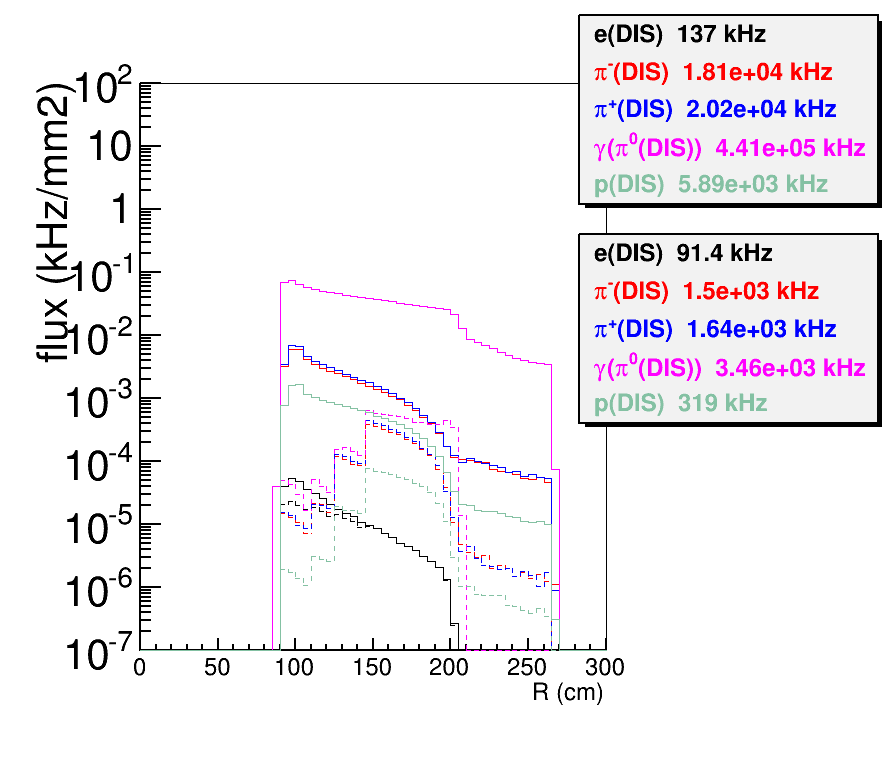 e(DIS) 137 kHz
π-(DIS) 1.81e+04 kHz
π+(DIS) 2.02e+04 kHz
γ(π0(DIS)) 4.41e+05 kHz
p(DIS) 5.89e+03 kHz
e(DIS) 91.4 kHz
π-(DIS) 1.5e+03 kHz
π+(DIS) 1.64e+03 kHz
γ(π0(DIS)) 3.46e+03 kHz
p(DIS) 319 kHz
flux (kHz/mm2)
10^2
10
1
10^-1
10^-2
10^-3
10^-4
10^-5
10^-6
10^-7
0 50 100 150 200 250 300
R (cm)